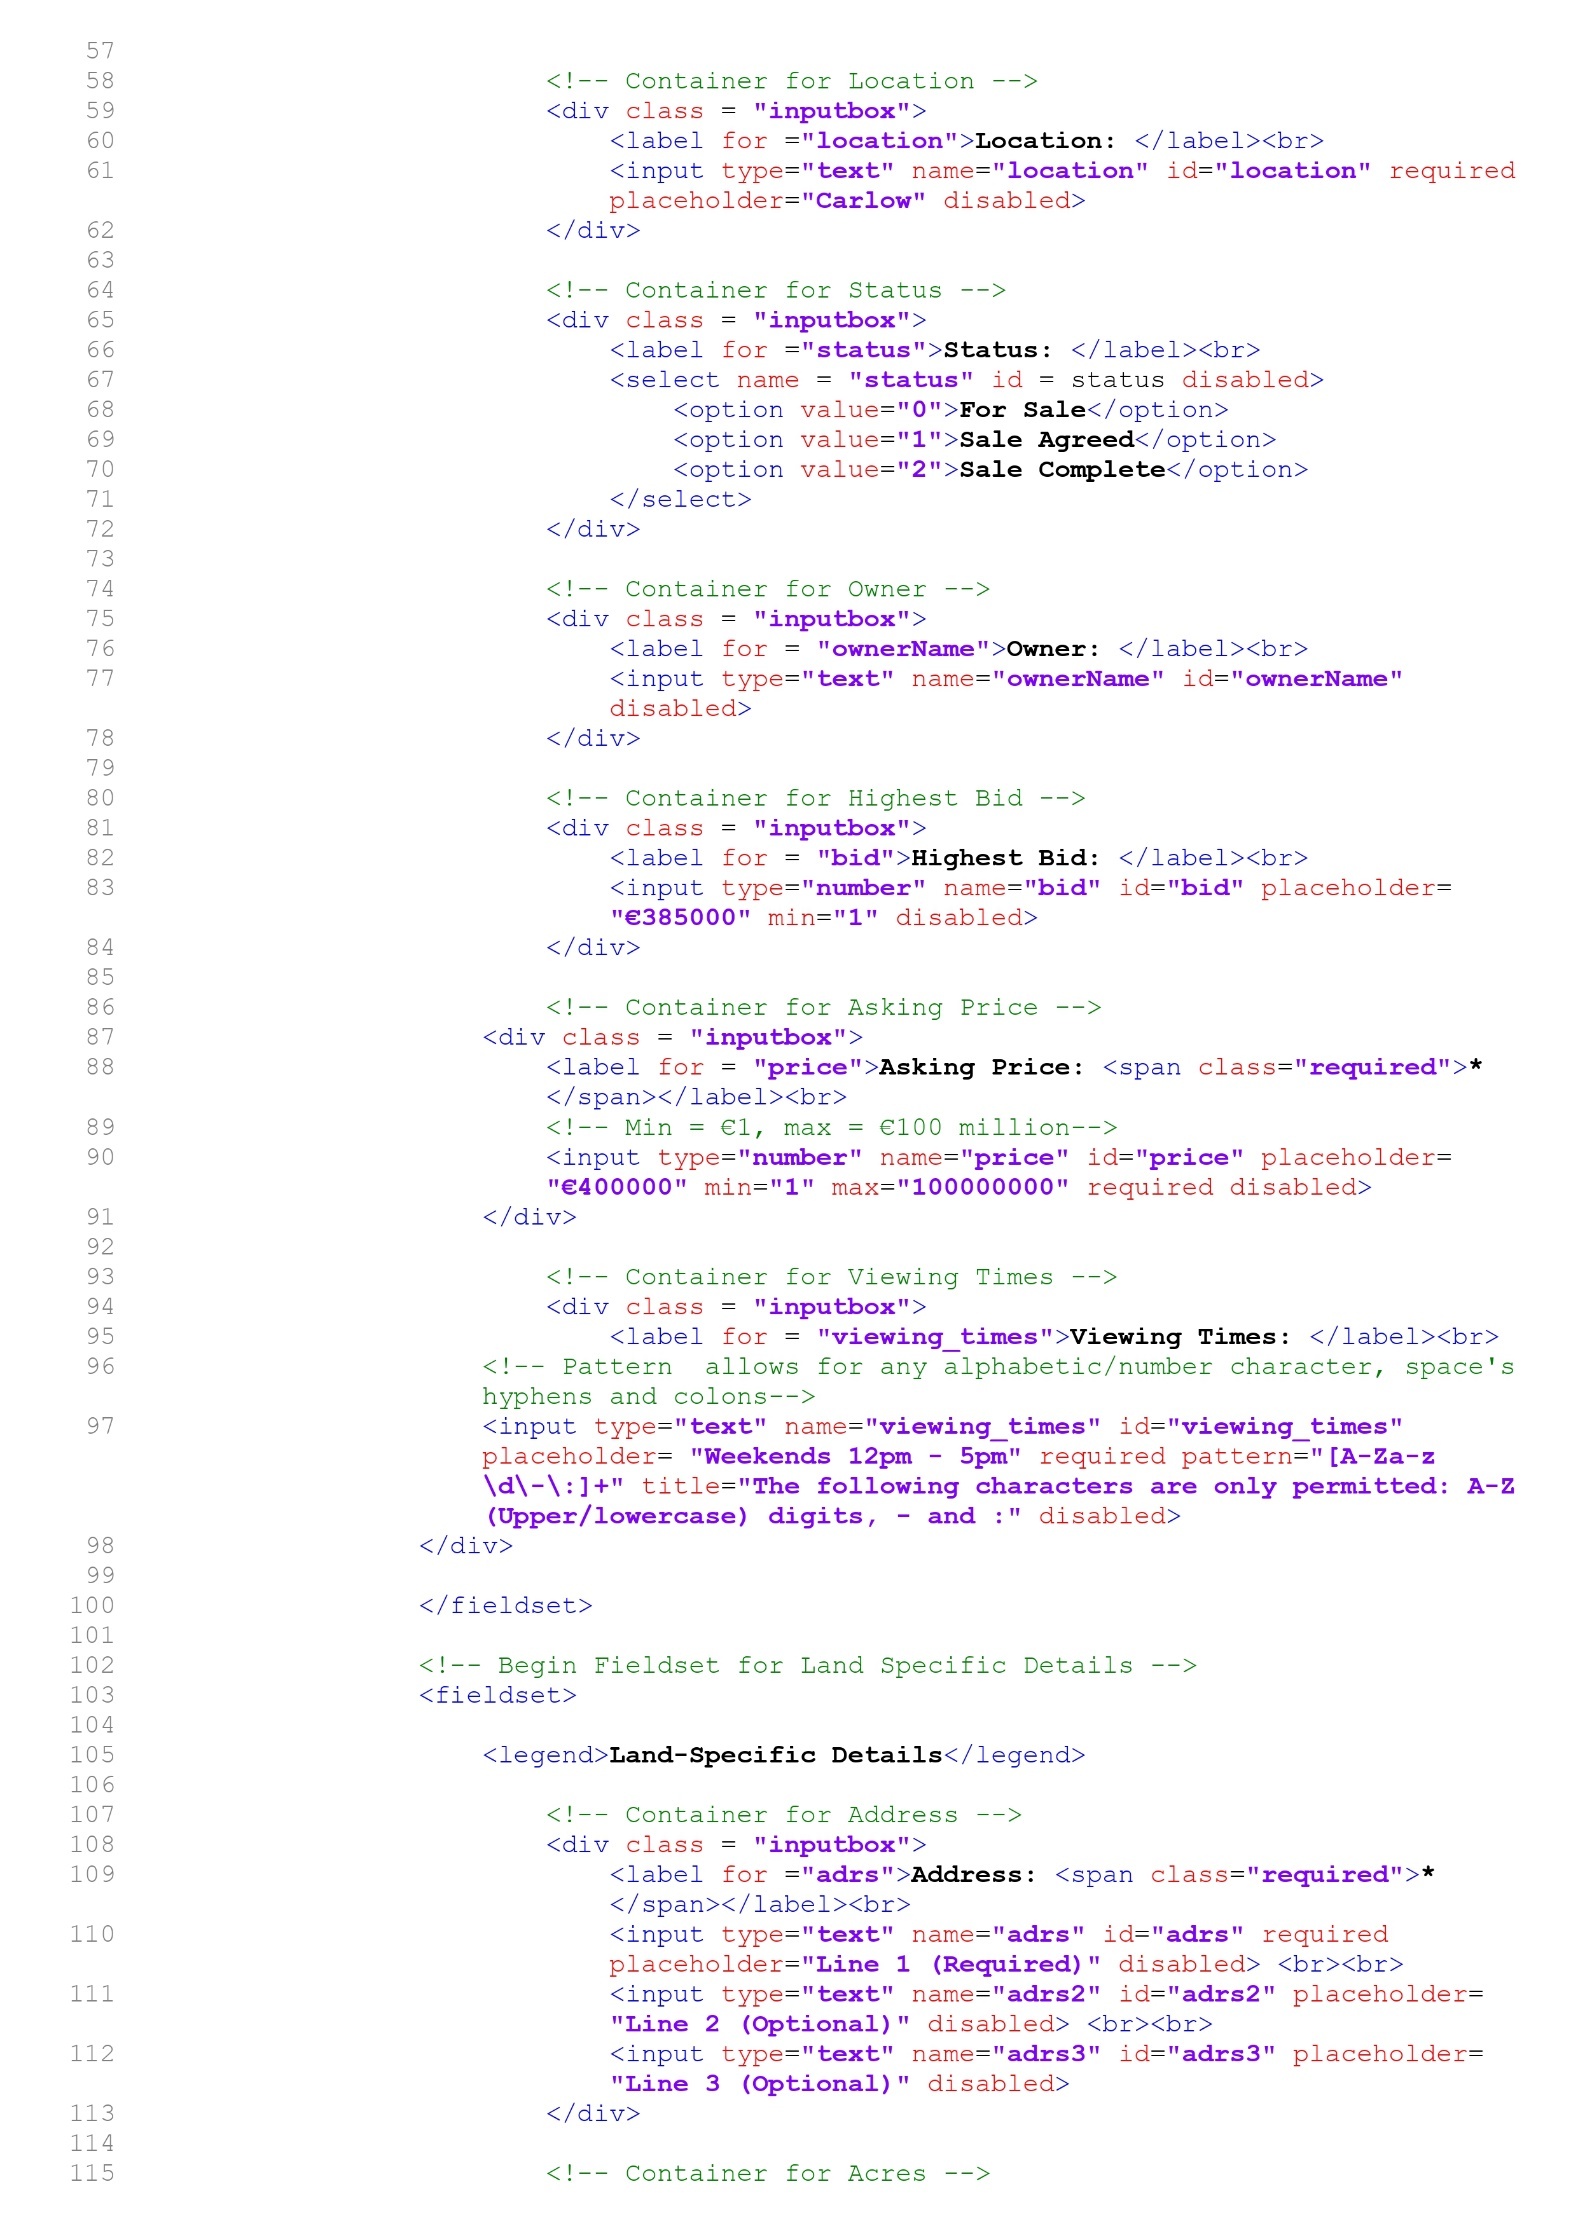 57
58 <!-- Container for Location -->
59 <div class = "inputbox">
60 <label for ="location">Location: </label><br>
61 <input type="text" name="location" id="location" required
placeholder="Carlow" disabled>
62 </div>
63
64 <!-- Container for Status -->
65 <div class = "inputbox">
66 <label for ="status">Status: </label><br>
67 <select name = "status" id = status disabled>
68 <option value="0">For Sale</option>
69 <option value="1">Sale Agreed</option>
70 <option value="2">Sale Complete</option>
71 </select>
72 </div>
73
74 <!-- Container for Owner -->
75 <div class = "inputbox">
76 <label for = "ownerName">Owner: </label><br>
77 <input type="text" name="ownerName" id="ownerName"
disabled>
78 </div>
79
80 <!-- Container for Highest Bid -->
81 <div class = "inputbox">
82 <label for = "bid">Highest Bid: </label><br>
83 <input type="number" name="bid" id="bid" placeholder=
"€385000" min="1" disabled>
84 </div>
85
86 <!-- Container for Asking Price -->
87 <div class = "inputbox">
88 <label for = "price">Asking Price: <span class="required">*
</span></label><br>
89 <!-- Min = €1, max = €100 million-->
90 <input type="number" name="price" id="price" placeholder=
"€400000" min="1" max="100000000" required disabled>
91 </div>
92
93 <!-- Container for Viewing Times -->
94 <div class = "inputbox">
95 <label for = "viewing_times">Viewing Times: </label><br>
96 <!-- Pattern  allows for any alphabetic/number character, space's
hyphens and colons-->
97 <input type="text" name="viewing_times" id="viewing_times"
placeholder= "Weekends 12pm - 5pm" required pattern="[A-Za-z
\d\-\:]+" title="The following characters are only permitted: A-Z
(Upper/lowercase) digits, - and :" disabled>
98 </div>
99
100 </fieldset>
101
102 <!-- Begin Fieldset for Land Specific Details -->
103 <fieldset>
104
105 <legend>Land-Specific Details</legend>
106
107 <!-- Container for Address -->
108 <div class = "inputbox">
109 <label for ="adrs">Address: <span class="required">*
</span></label><br>
110 <input type="text" name="adrs" id="adrs" required
placeholder="Line 1 (Required)" disabled> <br><br>
111 <input type="text" name="adrs2" id="adrs2" placeholder=
"Line 2 (Optional)" disabled> <br><br>
112 <input type="text" name="adrs3" id="adrs3" placeholder=
"Line 3 (Optional)" disabled>
113 </div>
114
115 <!-- Container for Acres -->